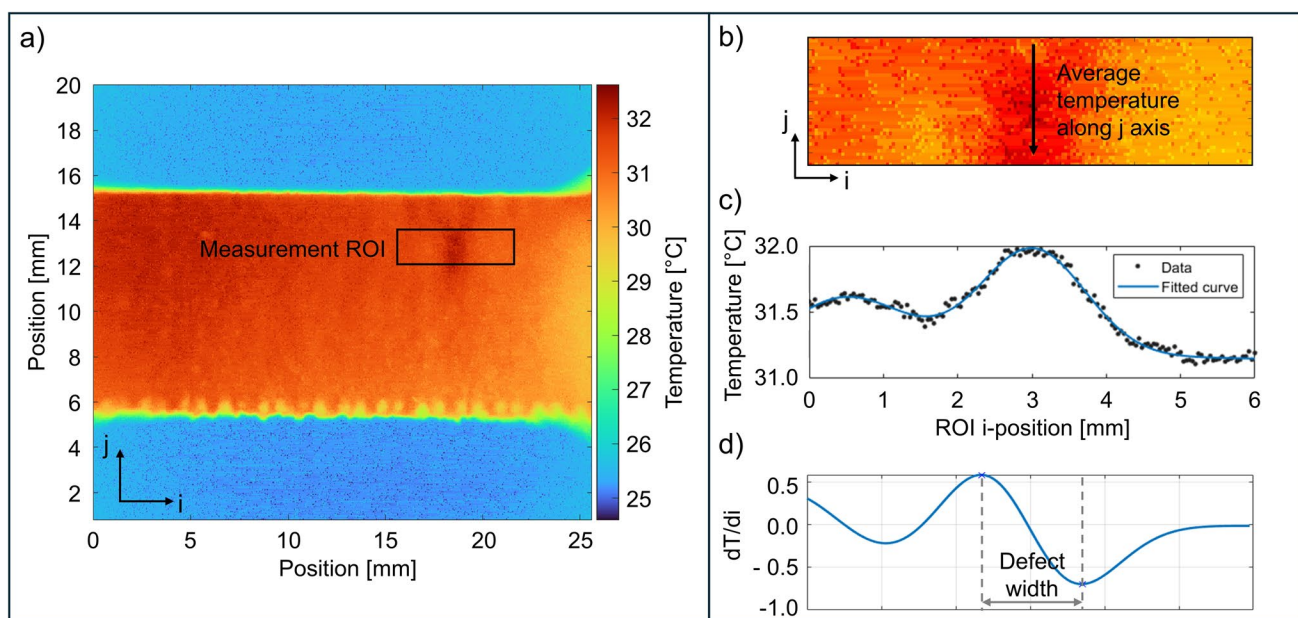 a)
20
18
16
14
12
10
8
6
4
2
Position [mm]
Measurement ROI
j
i
0
5
10
15
20
25
Position [mm]
32
31
30
29
28
27
26
25
Temperature [°C]
b)
Average
temperature
along j axis
j
i
c)
32.0
31.5
31.0
Temperature [°C]
Data
Fitted curve
0
1
2
3
4
5
6
ROI i-position [mm]
d)
0.5
0.0
- 0.5
-1.0
dT/di
Defect
width